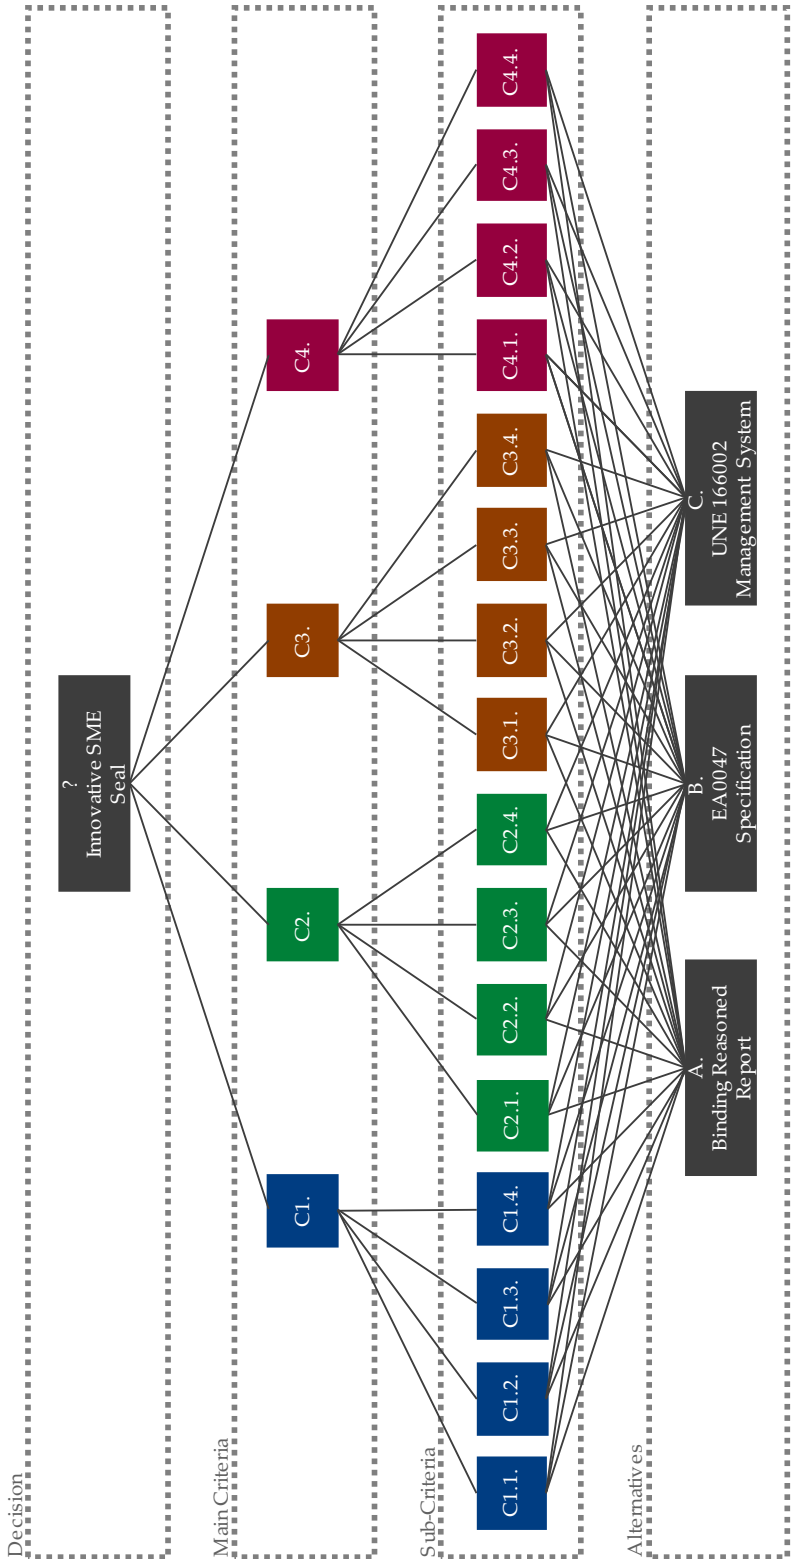 Decision
?
Innovative SME
Seal
Main Criteria
C1.
C2.
C3.
C4.
Sub-Criteria
C1.1.
C1.2.
C1.3.
C1.4.
C2.1.
C2.2.
C2.3.
C2.4.
C3.1.
C3.2.
C3.3.
C3.4.
C4.1.
C4.2.
C4.3.
C4.4.
Alternatives
A.
Binding Reasoned
Report
B.
EA0047
Specification
C.
UNE 166002
Management System